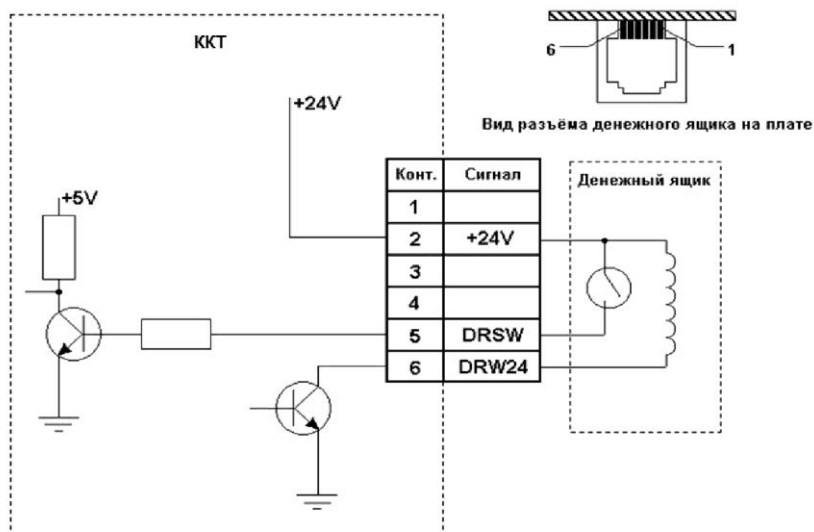 ККТ
6
1
Вид разъёма денежного ящика на плате
+24V
+5V
Конт. Сигнал
1
2 +24V
3
4
5 DRSW
6 DRW24
Денежный ящик